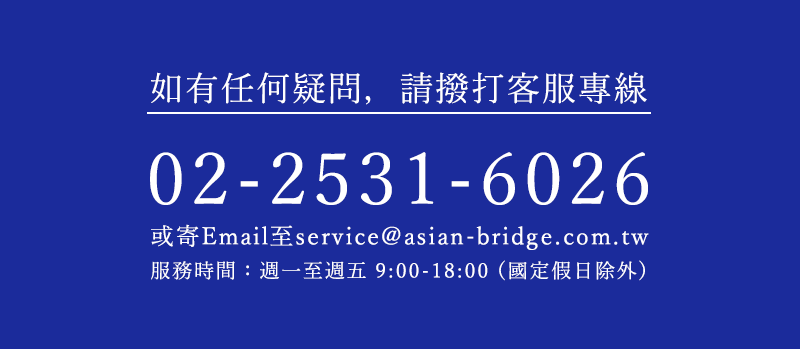 如有任何疑問，請撥打客服專線
02-2531-6026
或寄Email至service@asian-bridge.com.tw
服務時間：週一至週五 9:00-18:00（國定假日除外）